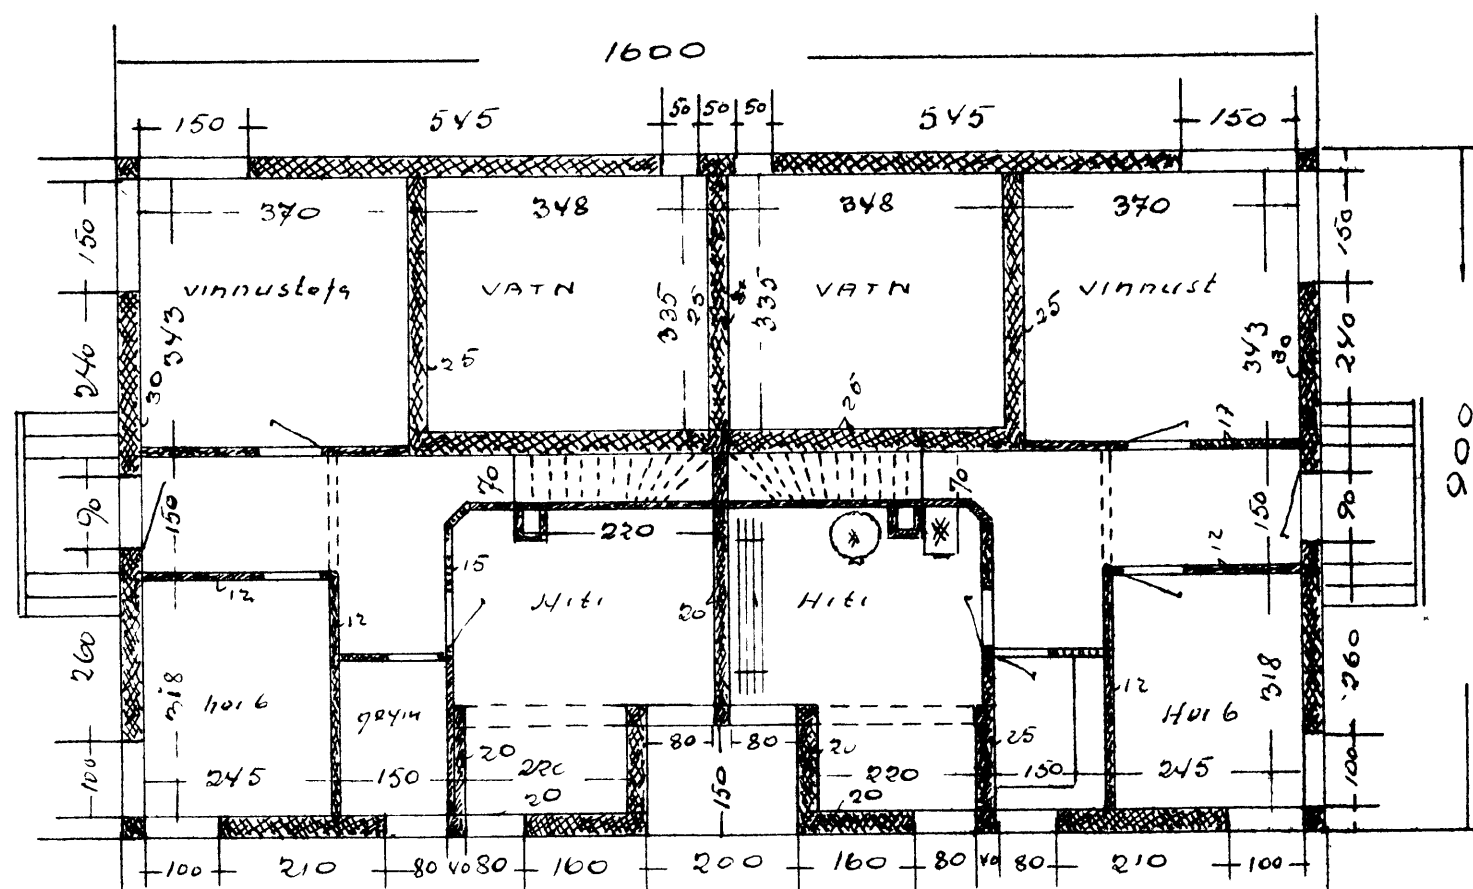 1600
150 545 50 50 50 545 150
370 348 348 370
150 150
vinnustofa VATN VATN vinnust
343 335 25 335 25 343 30
240 240
30 25 20 17
900
70 70
90 150 220 150 90
15 12
12 Hiti Hiti
12 20
260 260
318 318
horb geym 12 Horb
80 80
20 20 25
100 245 150 220 150 220 150 245 100
20 20
100 210 80 40 80 160 200 160 80 40 80 210 100